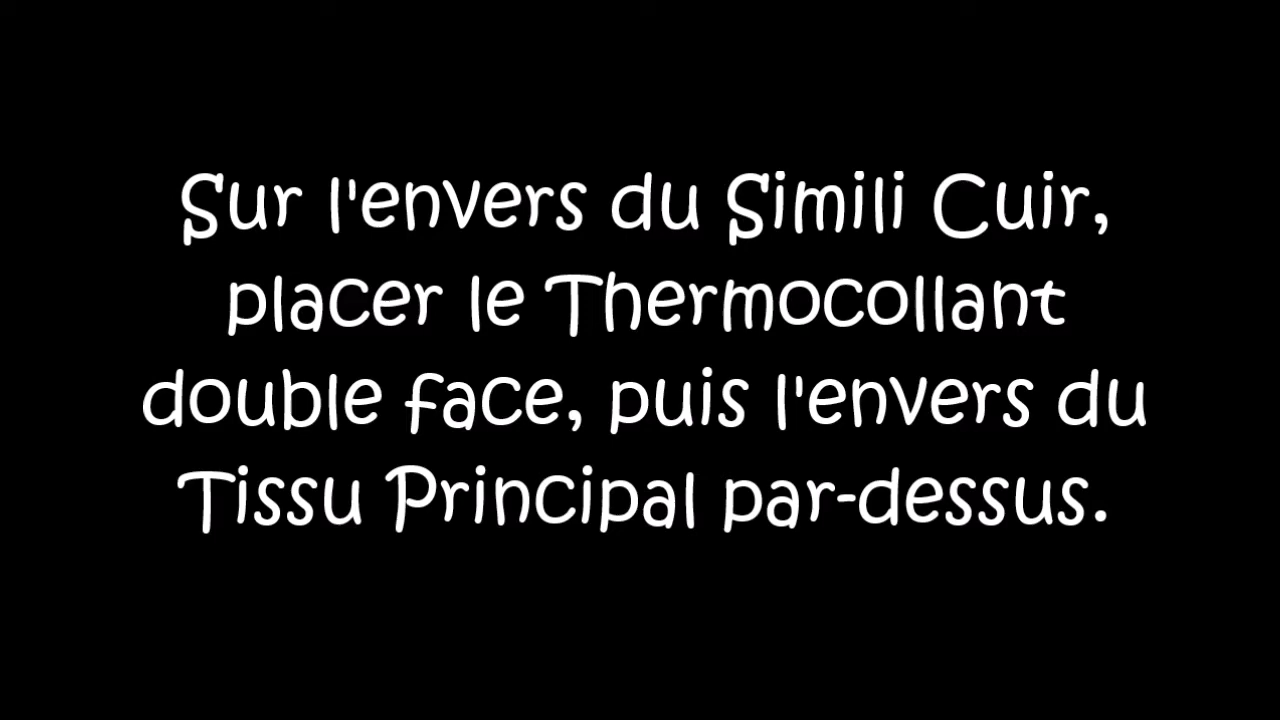 Sur l'envers du Simili Cuir,
placer le Thermocollant
double face, puis l'envers du
Tissu Principal par-dessus.